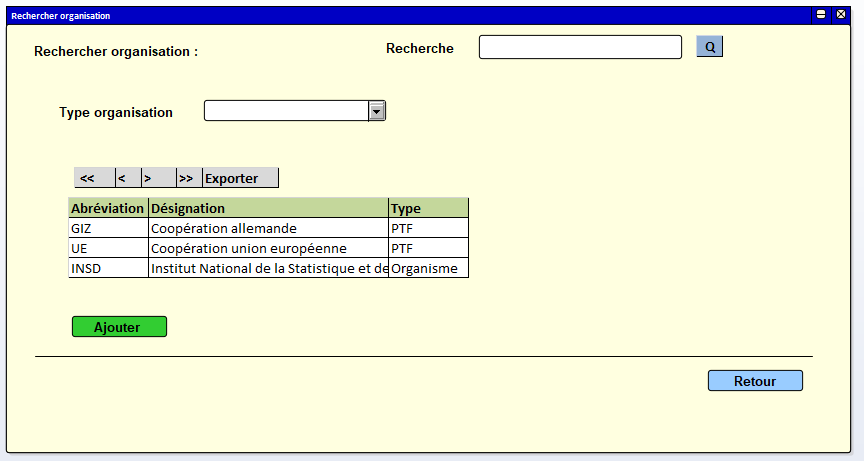 Rechercher organisation
Rechercher organisation :
Recherche
Q
Type organisation
<< < > >> Exporter
Abréviation Désignation Type
GIZ Coopération allemande PTF
UE Coopération union européenne PTF
INSD Institut National de la Statistique et de Organisme
Ajouter
Retour